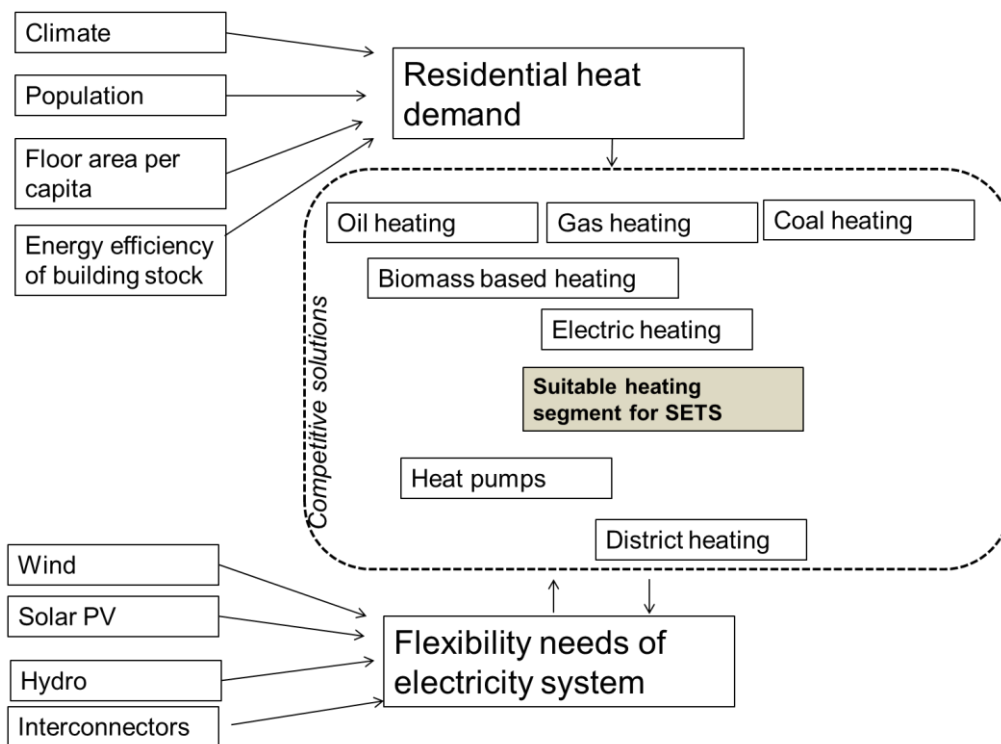 Climate
Population
Floor area per
capita
Energy efficiency
of building stock
Residential heat
demand
Competitive solutions
Oil heating
Gas heating
Coal heating
Biomass based heating
Electric heating
Suitable heating
segment for SETS
Heat pumps
District heating
Wind
Solar PV
Hydro
Interconnectors
Flexibility needs of
electricity system